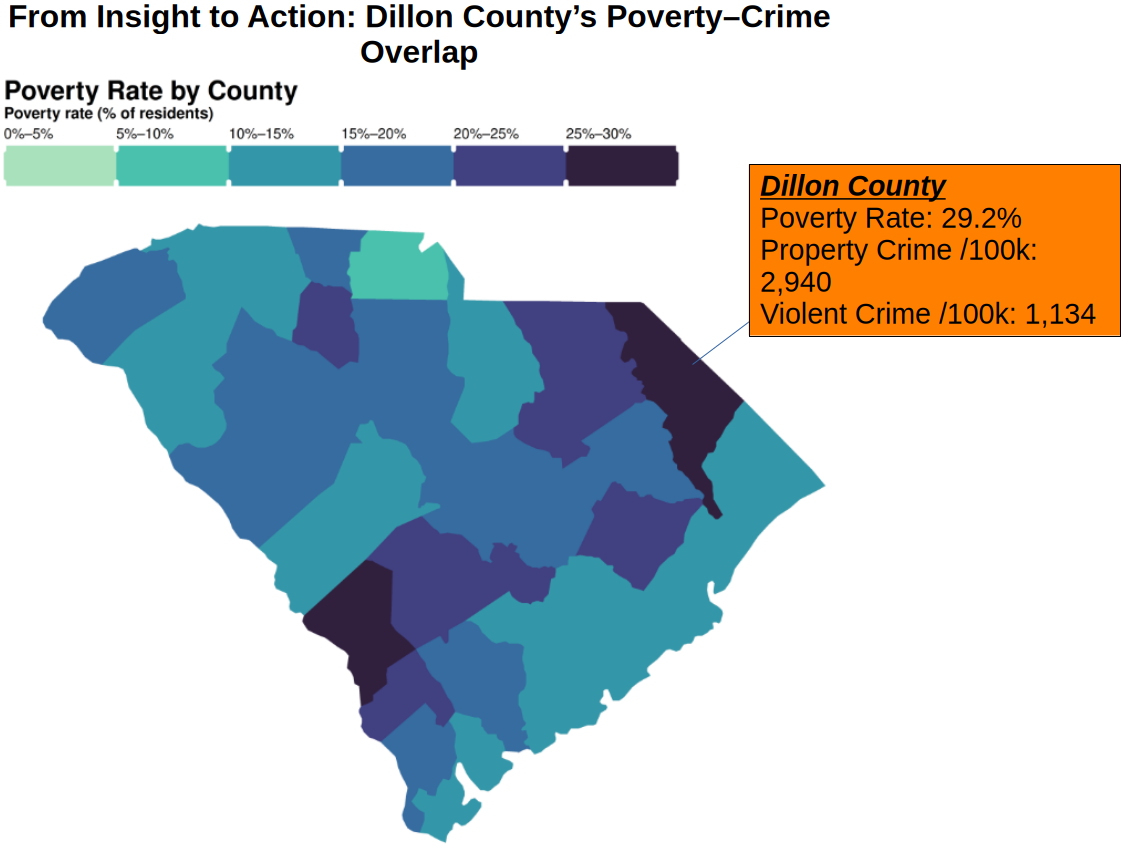 From Insight to Action: Dillon County’s Poverty–Crime
Overlap
Poverty Rate by County
Poverty rate (% of residents)
0%–5% 5%–10% 10%–15% 15%–20% 20%–25% 25%–30%
Dillon County
Poverty Rate: 29.2%
Property Crime /100k:
2,940
Violent Crime /100k: 1,134